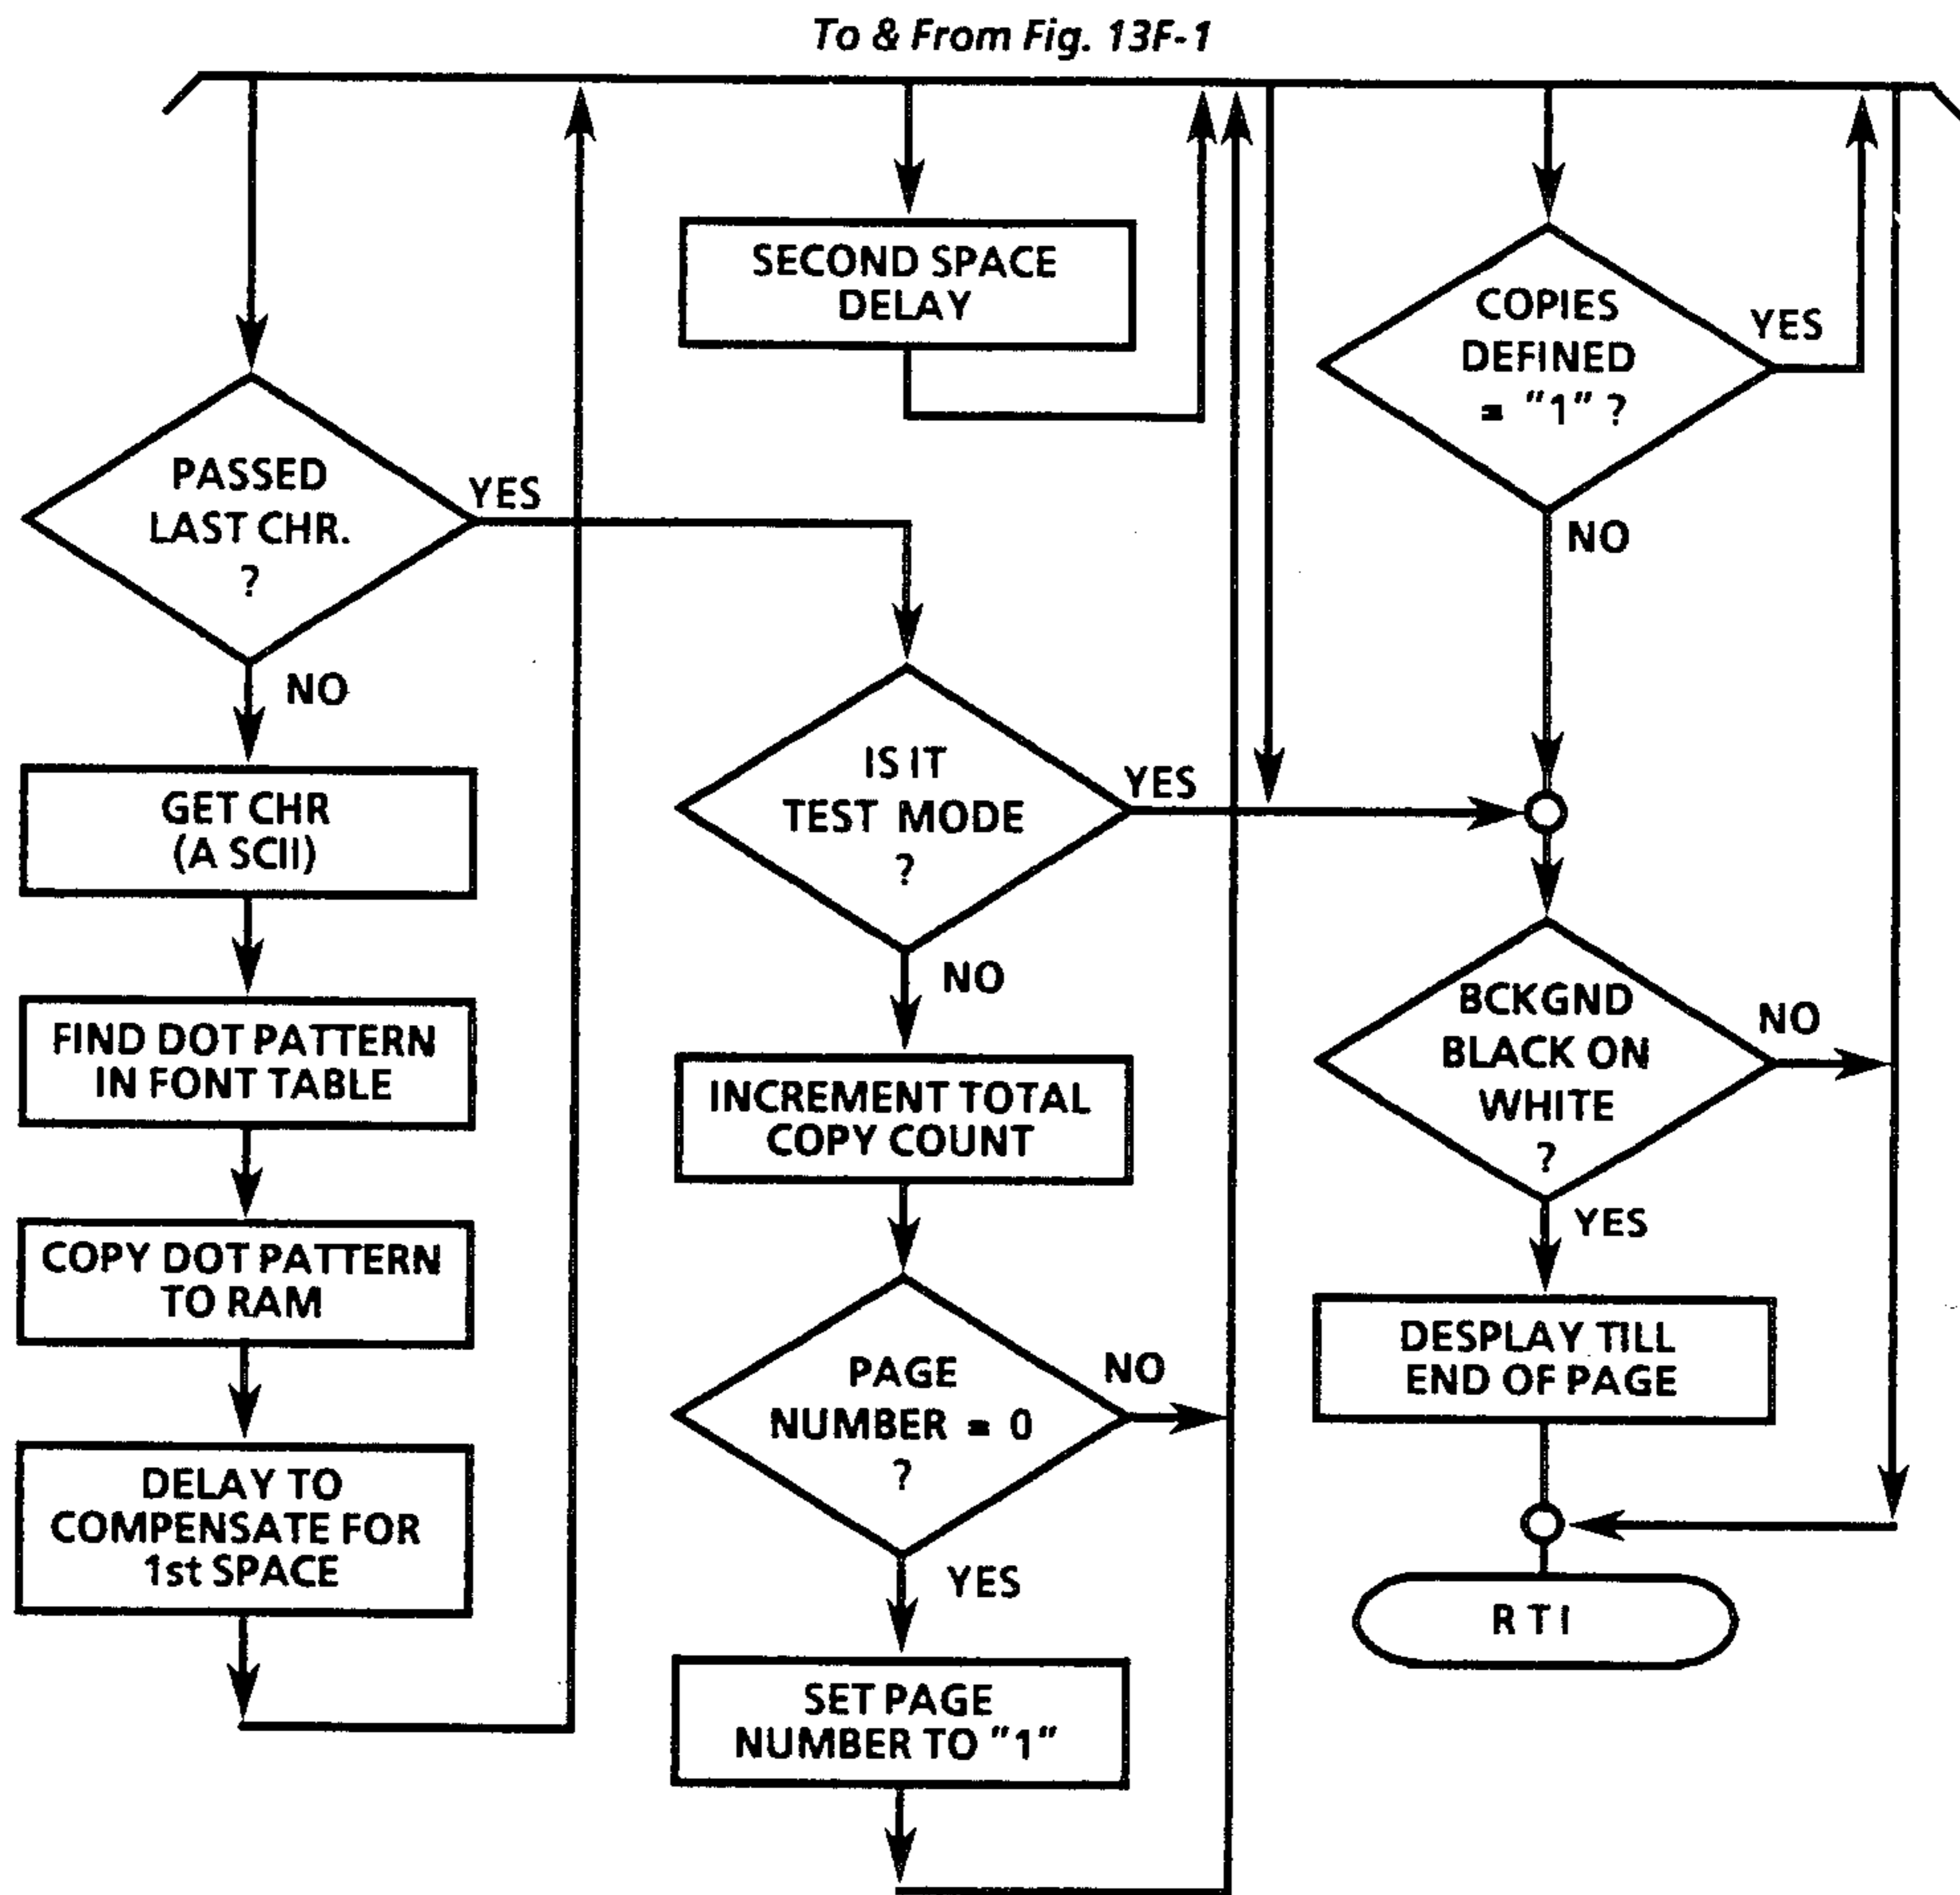 To & From Fig. 13F-1
PASSED
LAST CHR.
?
YES
NO
GET CHR
(A SCII)
FIND DOT PATTERN
IN FONT TABLE
COPY DOT PATTERN
TO RAM
DELAY TO
COMPENSATE FOR
1st SPACE
SECOND SPACE
DELAY
IS IT
TEST MODE
?
YES
NO
INCREMENT TOTAL
COPY COUNT
PAGE
NUMBER = 0
?
NO
YES
SET PAGE
NUMBER TO "1"
COPIES
DEFINED
= "1" ?
YES
NO
BCKGND
BLACK ON
WHITE
?
NO
YES
DESPLAY TILL
END OF PAGE
R T I